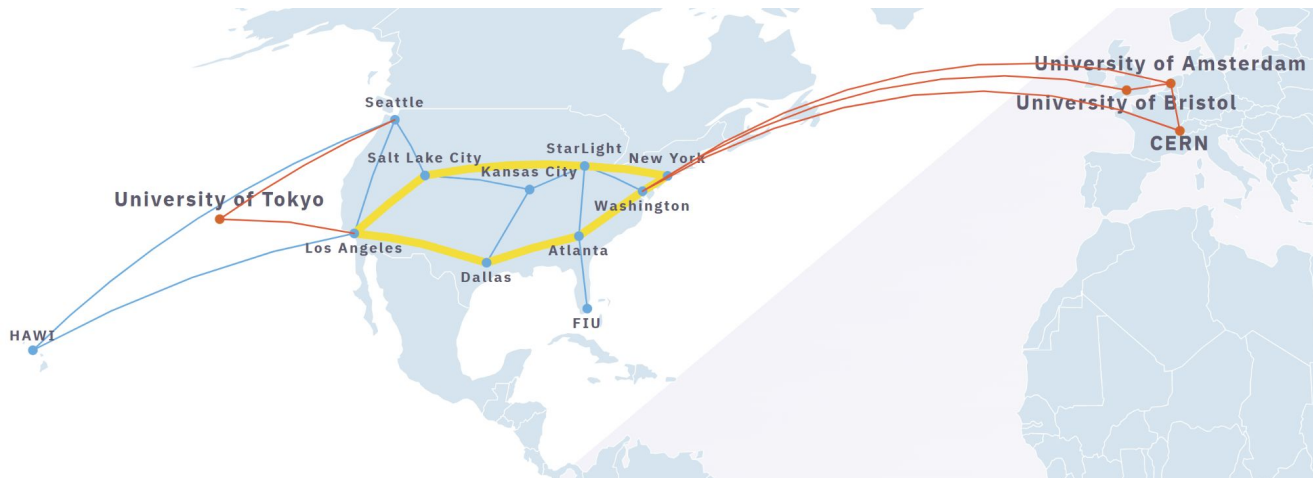 University of Amsterdam
University of Bristol
Seattle
CERN
StarLight
Salt Lake City
New York
Kansas City
University of Tokyo
Washington
Los Angeles
Atlanta
Dallas
FIU
HAWI